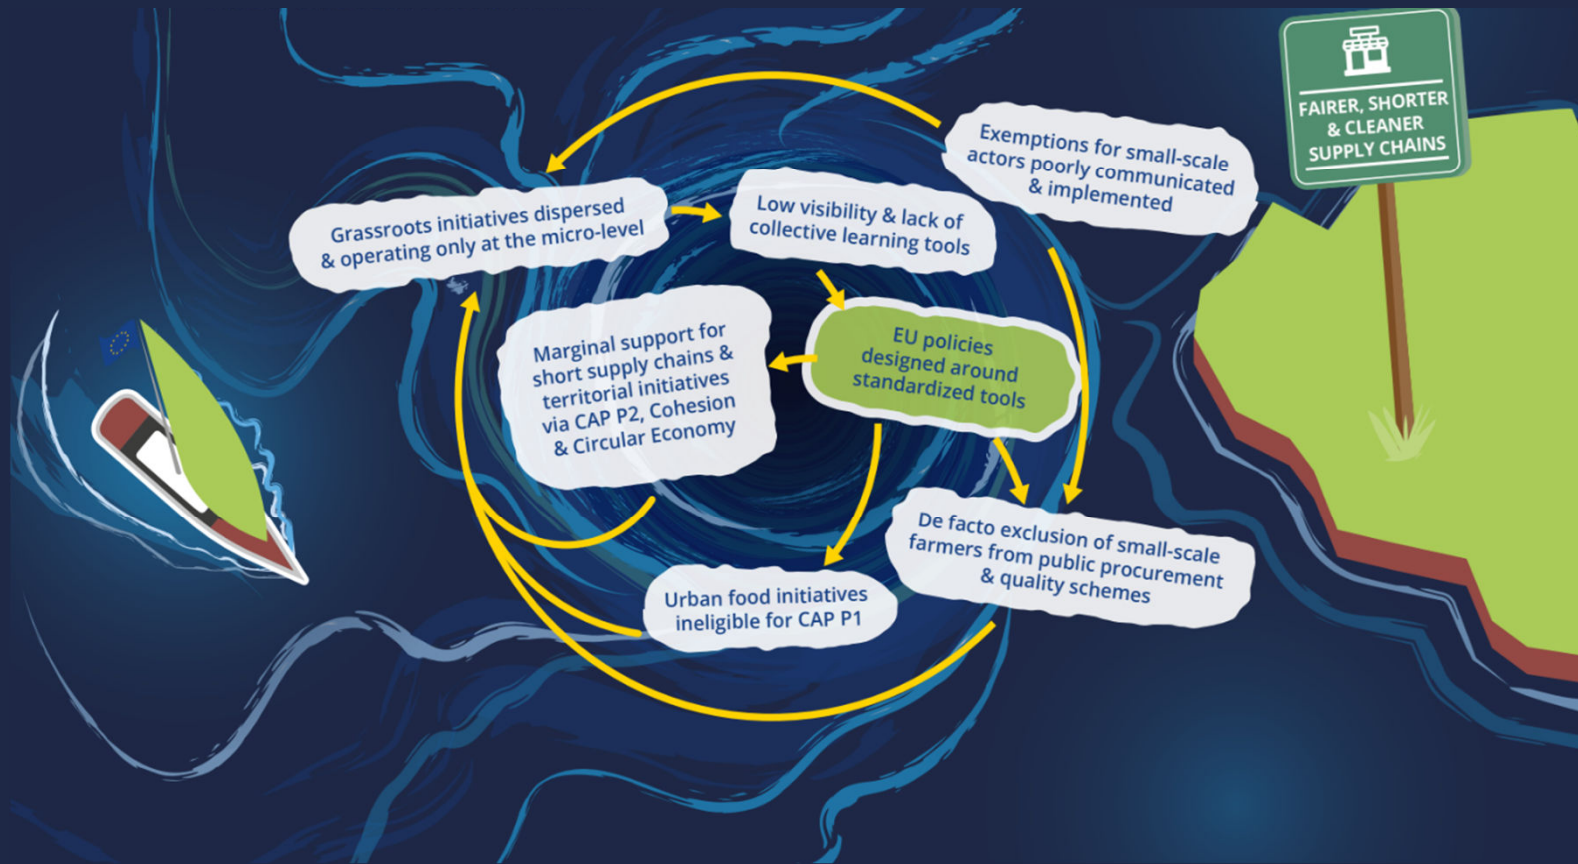 FAIRER, SHORTER
& CLEANER
SUPPLY CHAINS
Exemptions for small-scale
actors poorly communicated
& implemented
Grassroots initiatives dispersed
& operating only at the micro-level
Low visibility & lack of
collective learning tools
EU policies
designed around
standardized tools
Marginal support for
short supply chains &
territorial initiatives
via CAP P2, Cohesion
& Circular Economy
De facto exclusion of small-scale
farmers from public procurement
& quality schemes
Urban food initiatives
ineligible for CAP P1